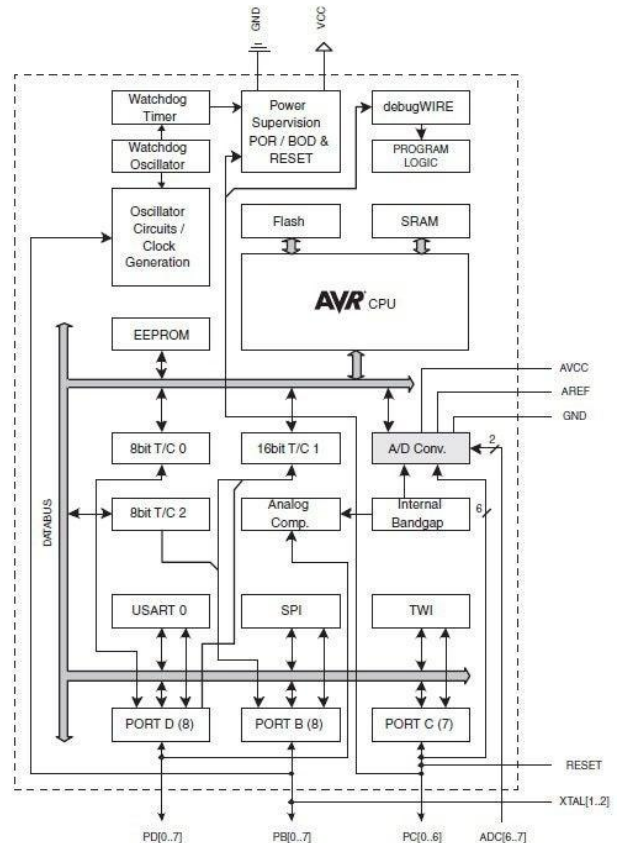 GND
VCC
Watchdog
Timer
Power
Supervision
POR / BOD &
RESET
debugWIRE
Watchdog
Oscillator
PROGRAM
LOGIC
Oscillator
Circuits /
Clock
Generation
Flash
SRAM
AVR CPU
EEPROM
AVCC
AREF
GND
8bit T/C 0
16bit T/C 1
A/D Conv.
2
8bit T/C 2
Analog
Comp.
Internal
Bandgap
6
DATABUS
USART 0
SPI
TWI
PORT D (8)
PORT B (8)
PORT C (7)
RESET
XTAL[1..2]
PD[0..7]
PB[0..7]
PC[0..6]
ADC[6..7]